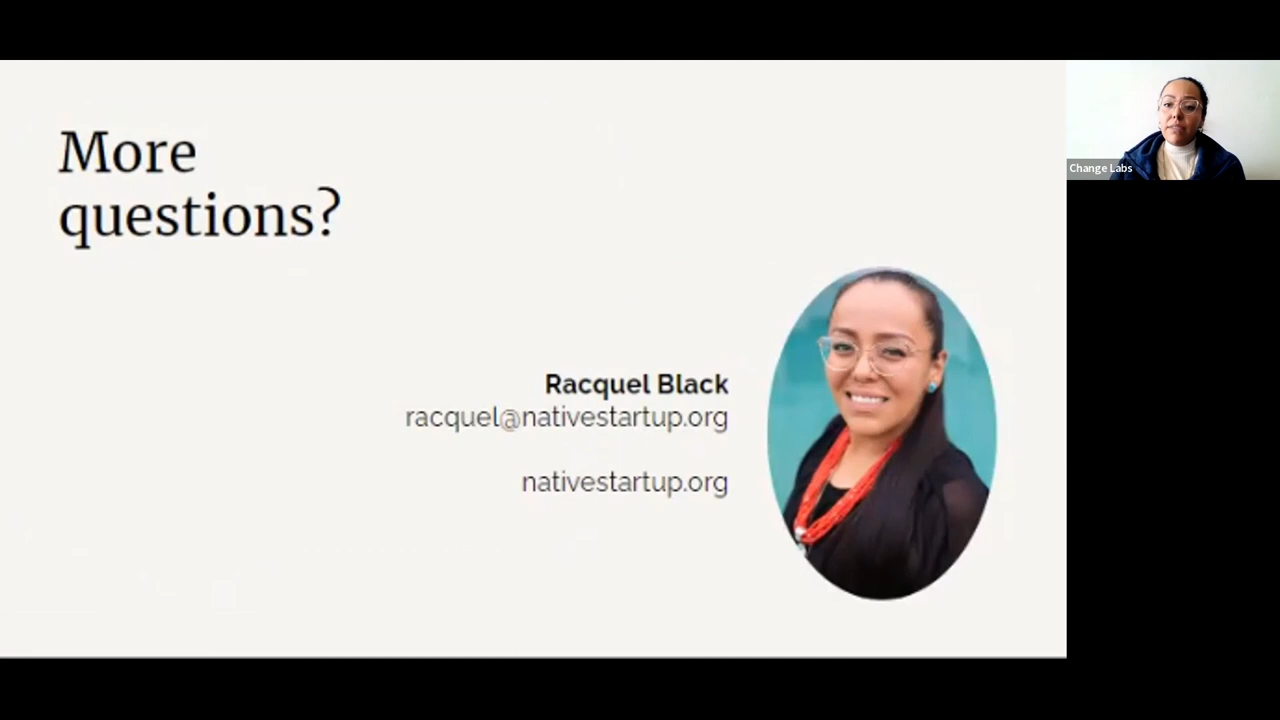 More
questions?
Racquel Black
racquel@nativestartup.org
nativestartup.org
Change Labs